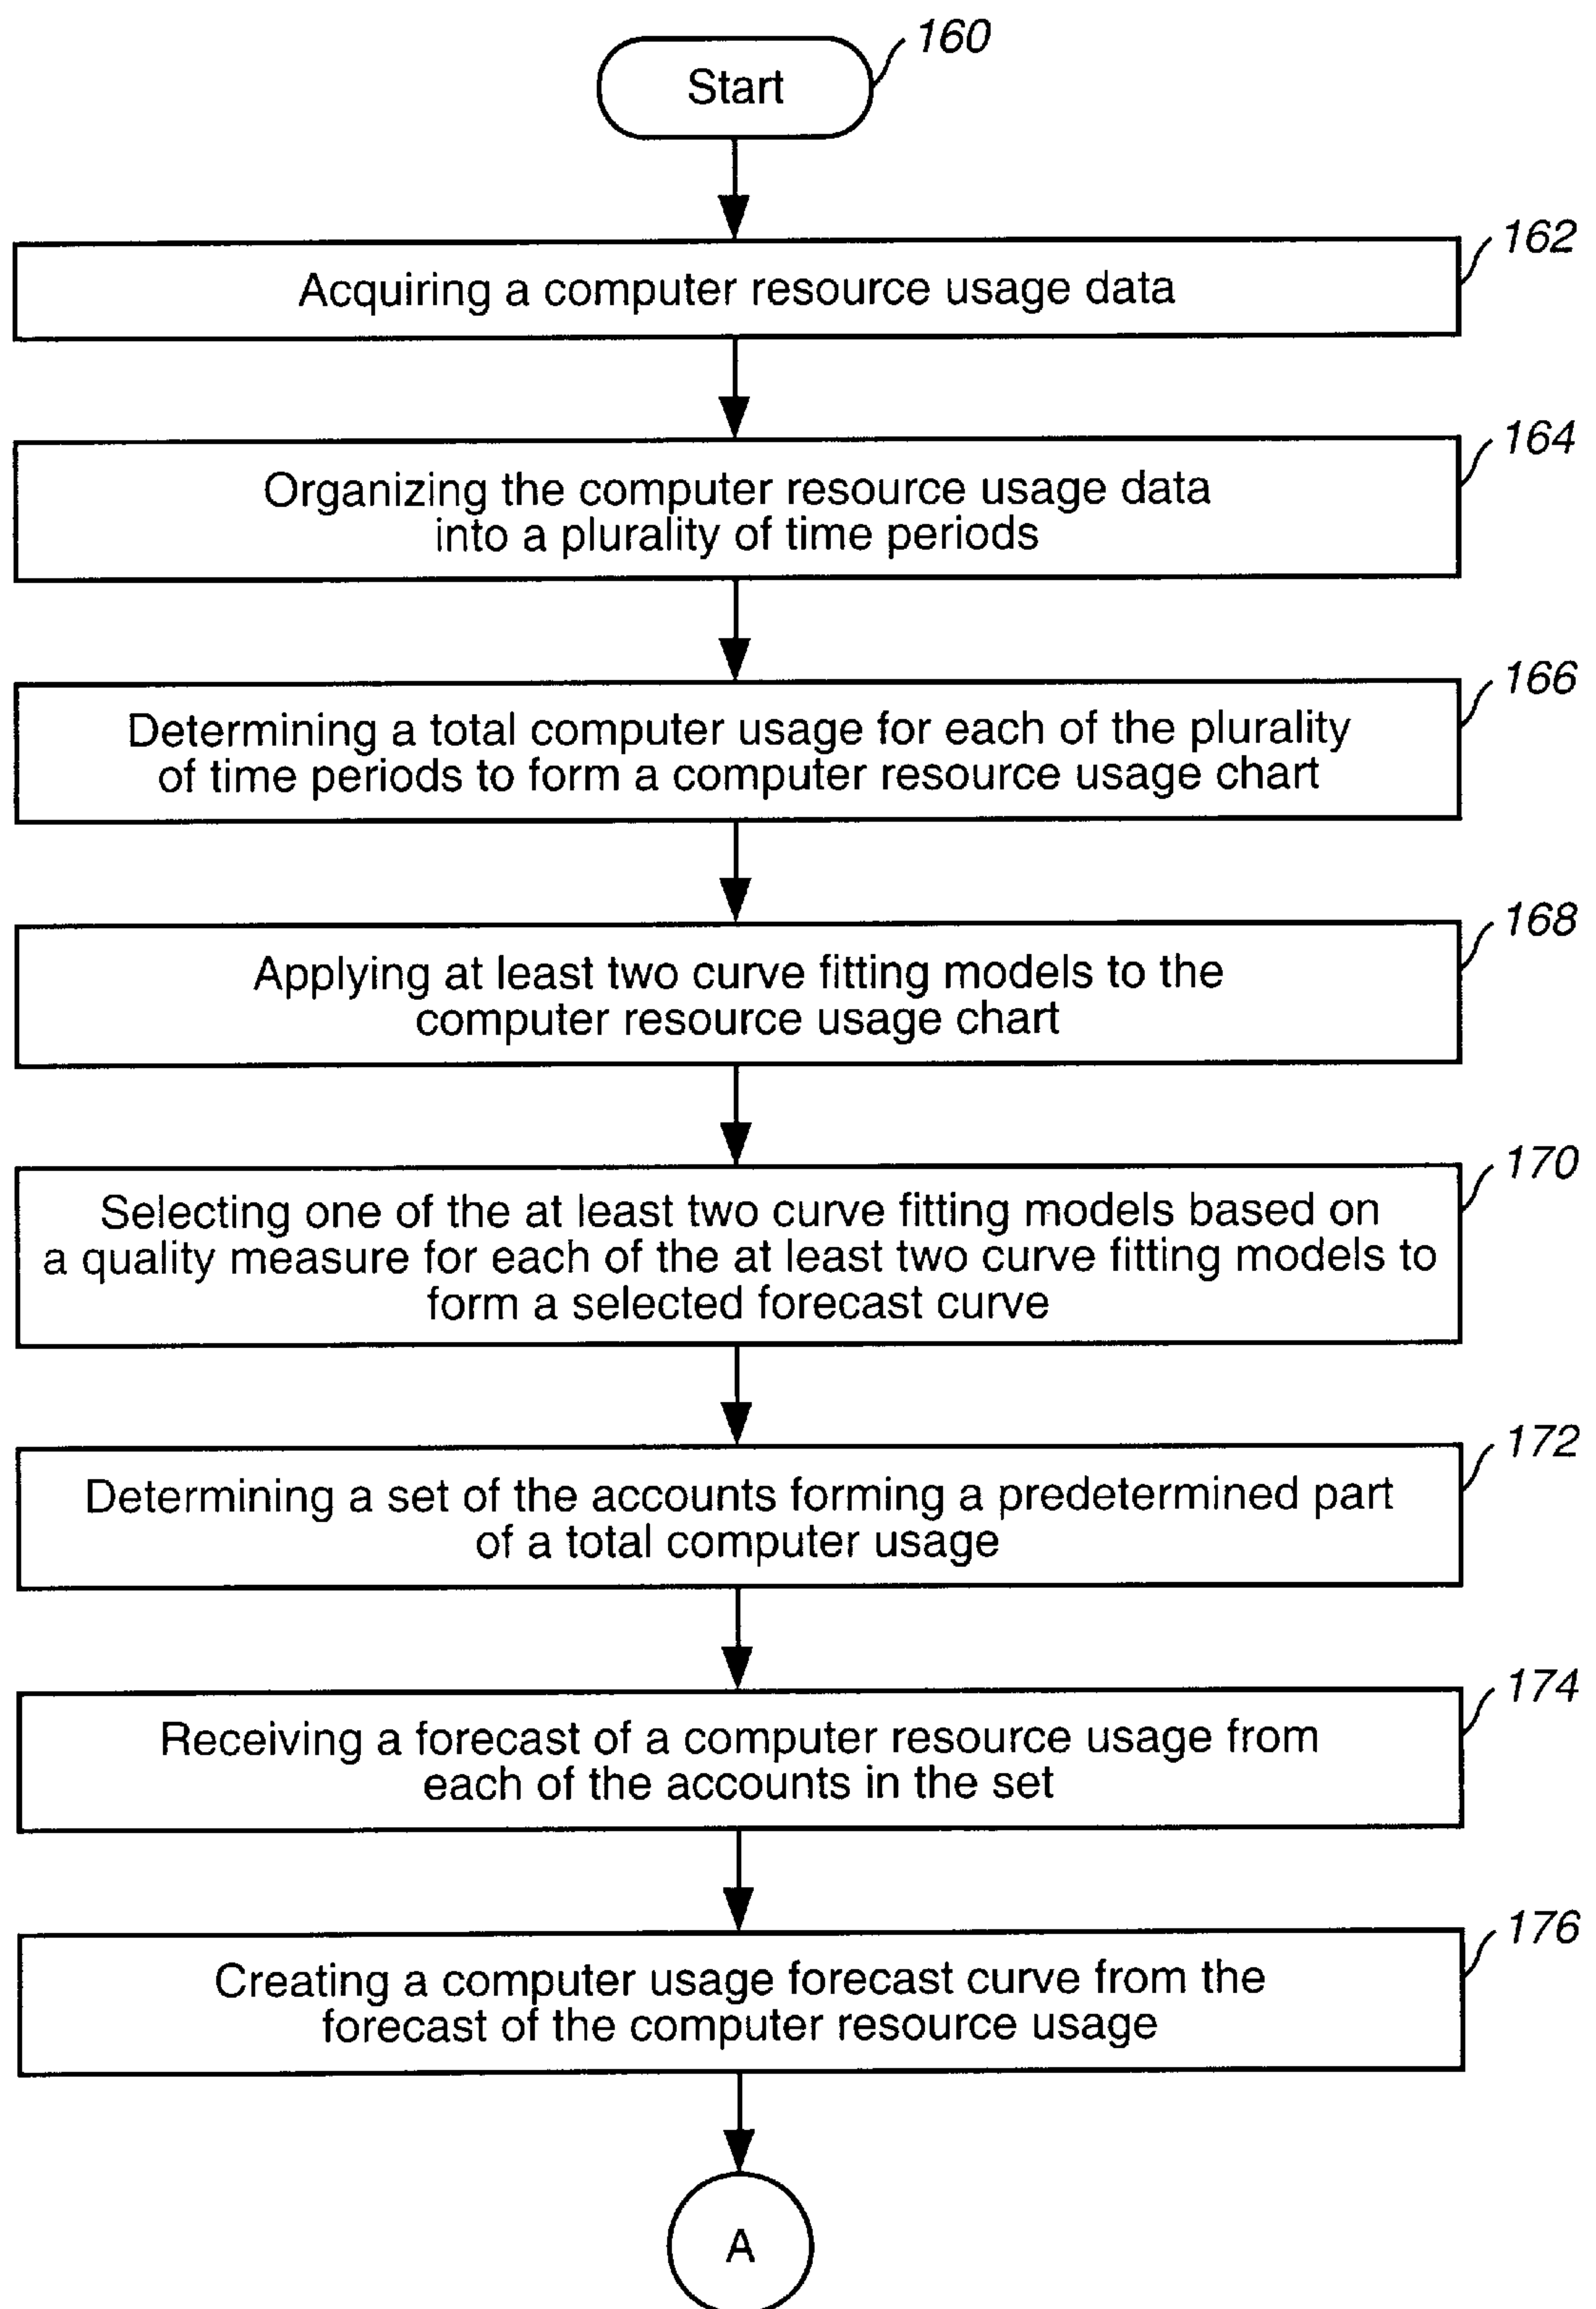 160
Start
162
Acquiring a computer resource usage data
164
Organizing the computer resource usage data
into a plurality of time periods
166
Determining a total computer usage for each of the plurality
of time periods to form a computer resource usage chart
168
Applying at least two curve fitting models to the
computer resource usage chart
170
Selecting one of the at least two curve fitting models based on
a quality measure for each of the at least two curve fitting models to
form a selected forecast curve
172
Determining a set of the accounts forming a predetermined part
of a total computer usage
174
Receiving a forecast of a computer resource usage from
each of the accounts in the set
176
Creating a computer usage forecast curve from the
forecast of the computer resource usage
A